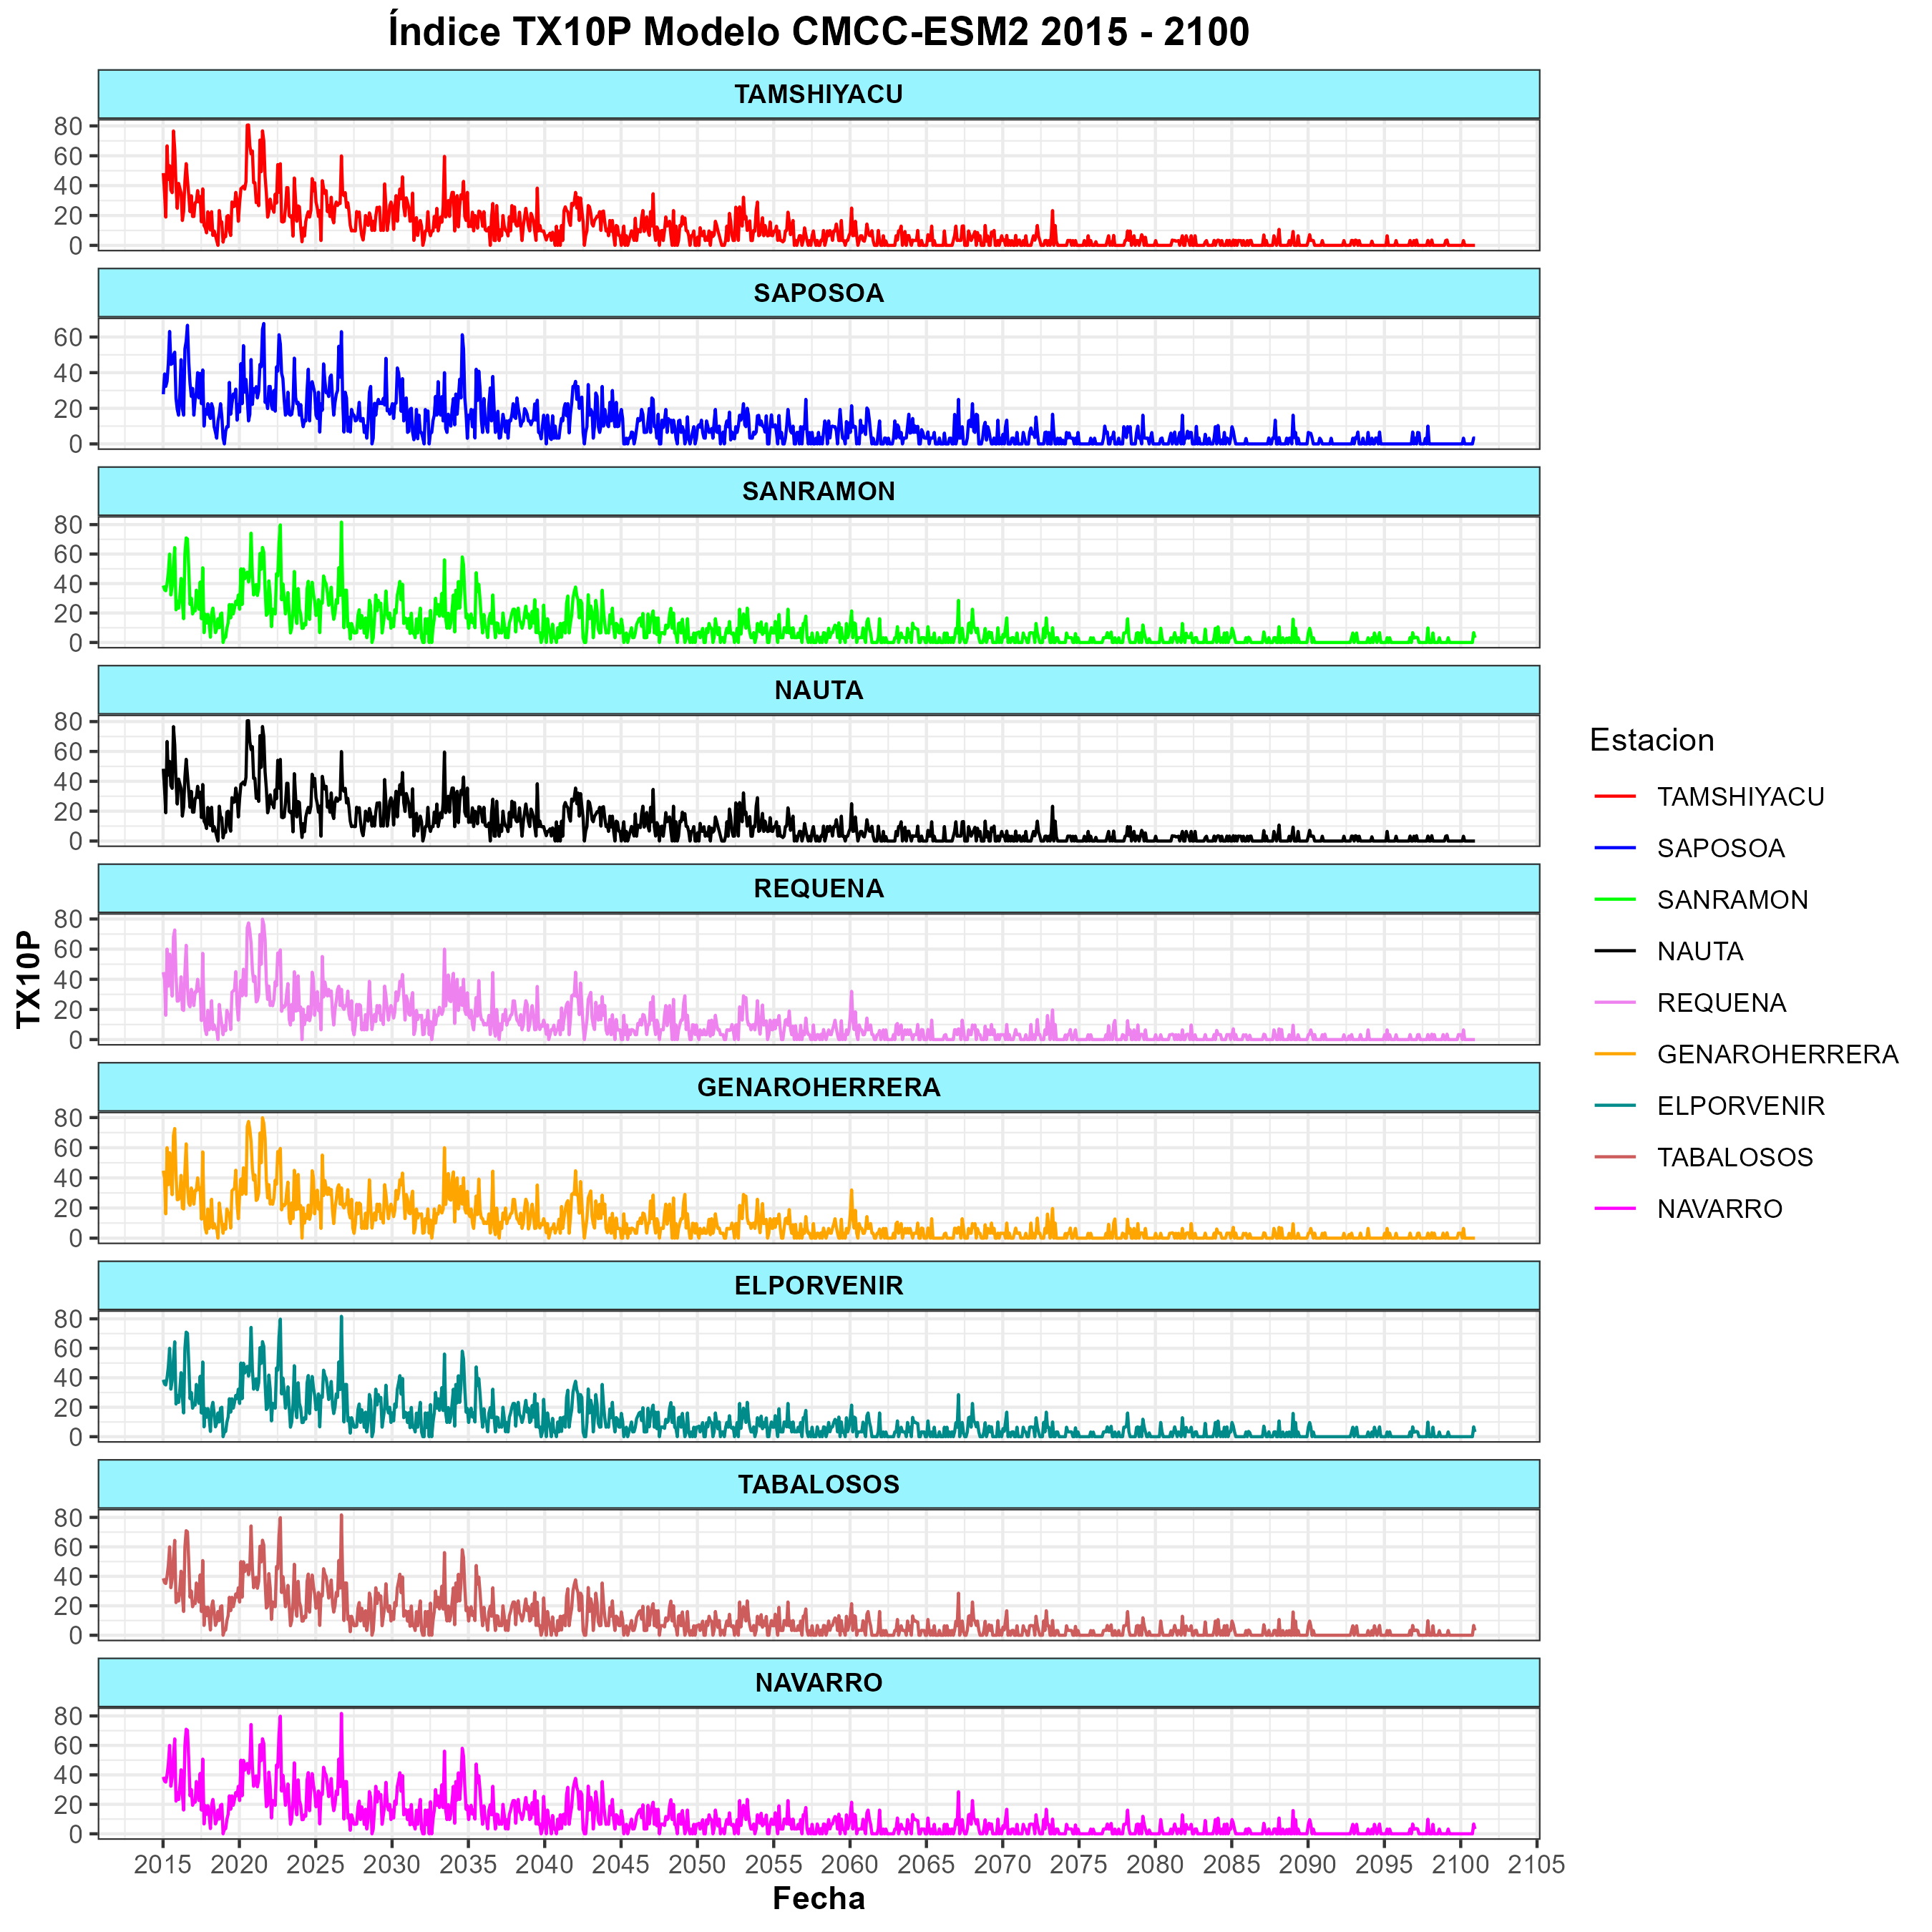 Índice TX10P Modelo CMCC-ESM2 2015 - 2100
TAMSHIYACU
80
60
40
20
0
SAPOSOA
60
40
20
0
SANRAMON
80
60
40
20
0
NAUTA
80
60
40
20
0
REQUENA
80
60
40
20
0
GENAROHERRERA
80
60
40
20
0
ELPORVENIR
80
60
40
20
0
TABALOSOS
80
60
40
20
0
NAVARRO
80
60
40
20
0
TX10P
2015 2020 2025 2030 2035 2040 2045 2050 2055 2060 2065 2070 2075 2080 2085 2090 2095 2100 2105
Fecha
Estacion
TAMSHIYACU
SAPOSOA
SANRAMON
NAUTA
REQUENA
GENAROHERRERA
ELPORVENIR
TABALOSOS
NAVARRO